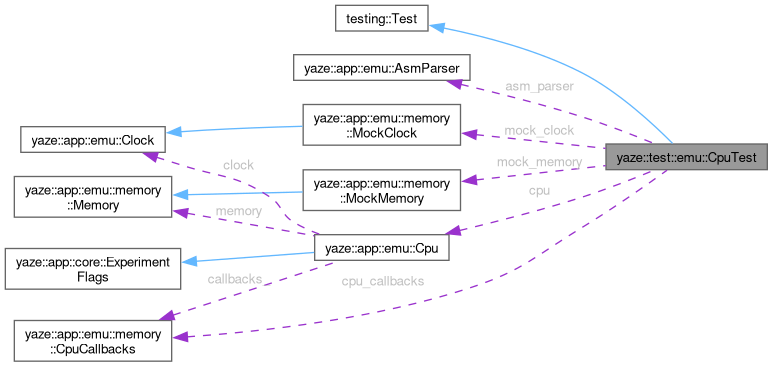 testing::Test
yaze::app::emu::AsmParser
asm_parser
yaze::app::emu::memory
::MockClock
mock_clock
yaze::app::emu::Clock
yaze::test::emu::CpuTest
clock
mock_memory
yaze::app::emu::memory
::Memory
yaze::app::emu::memory
::MockMemory
cpu
memory
yaze::app::emu::Cpu
yaze::app::core::Experiment
Flags
callbacks
cpu_callbacks
yaze::app::emu::memory
::CpuCallbacks